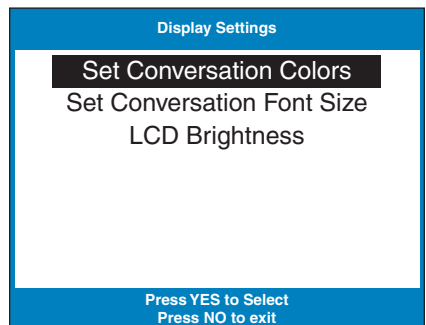 Display Settings
Set Conversation Colors
Set Conversation Font Size
LCD Brightness
Press YES to Select
Press NO to exit